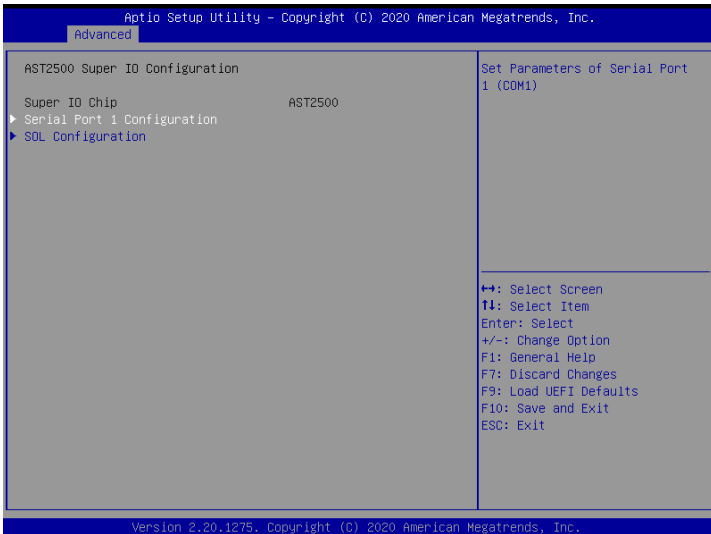 Aptio Setup Utility – Copyright (C) 2020 American Megatrends, Inc.
Advanced
AST2500 Super IO Configuration
Super IO Chip AST2500
Serial Port 1 Configuration
SOL Configuration
Set Parameters of Serial Port
1 (COM1)
↔: Select Screen
↑↓: Select Item
Enter: Select
+/-: Change Option
F1: General Help
F7: Discard Changes
F9: Load UEFI Defaults
F10: Save and Exit
ESC: Exit
Version 2.20.1275. Copyright (C) 2020 American Megatrends, Inc.